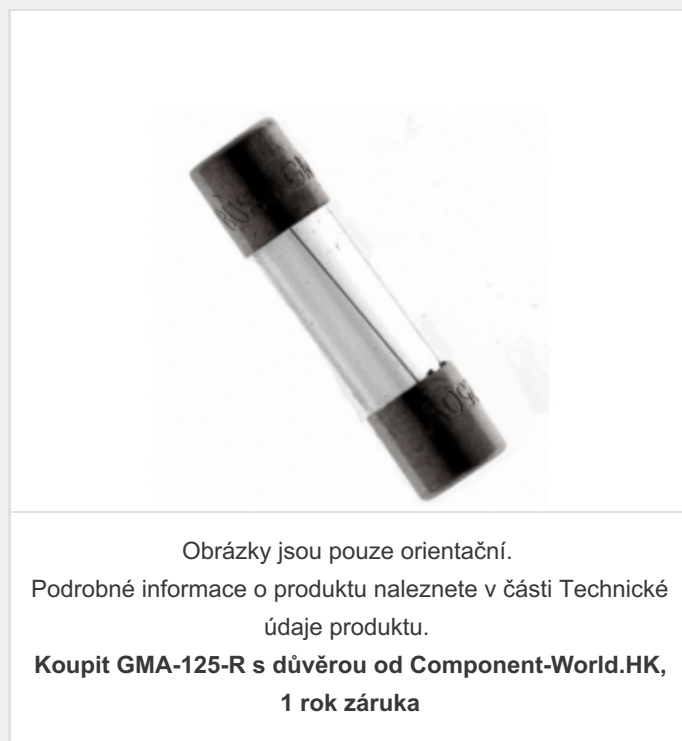 Obrázky jsou pouze orientační.
Podrobné informace o produktu naleznete v části Technické
údaje produktu.
Koupit GMA-125-R s důvěrou od Component-World.HK,
1 rok záruka